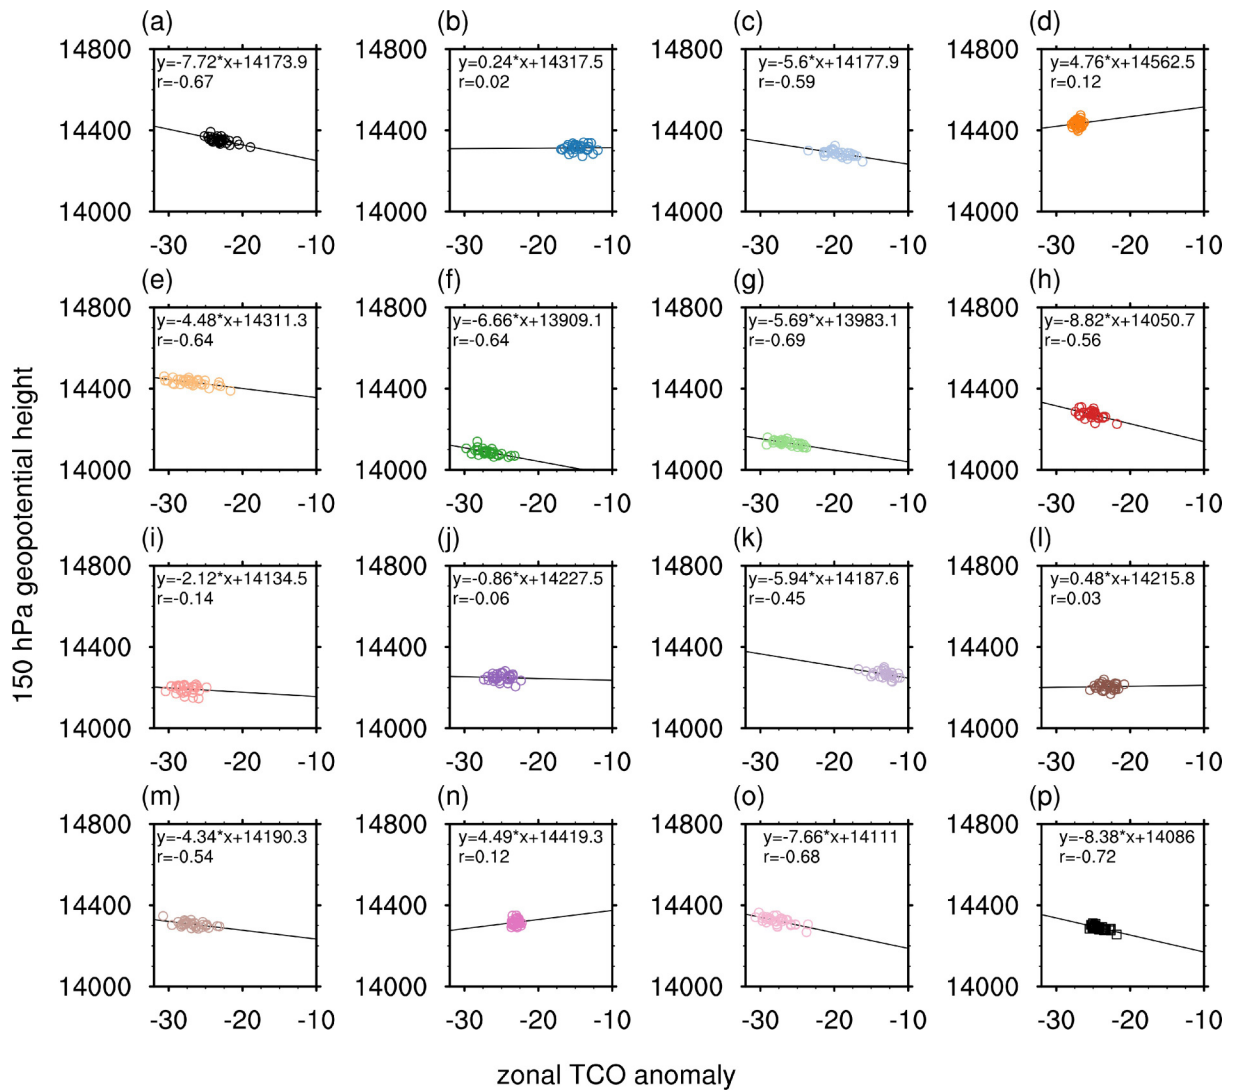 (a) (b) (c) (d)
14800 14800 14800 14800
y=-7.72*x+14173.9 y=0.24*x+14317.5 y=-5.6*x+14177.9 y=4.76*x+14562.5
r=-0.67 r=0.02 r=-0.59 r=0.12
14400 14400 14400 14400
14000 14000 14000 14000
-30 -20 -10 -30 -20 -10 -30 -20 -10 -30 -20 -10
(e) (f) (g) (h)
14800 14800 14800 14800
y=-4.48*x+14311.3 y=-6.66*x+13909.1 y=-5.69*x+13983.1 y=-8.82*x+14050.7
r=-0.64 r=-0.64 r=-0.69 r=-0.56
14400 14400 14400 14400
14000 14000 14000 14000
-30 -20 -10 -30 -20 -10 -30 -20 -10 -30 -20 -10
150 hPa geopotential height
(i) (j) (k) (l)
14800 14800 14800 14800
y=-2.12*x+14134.5 y=-0.86*x+14227.5 y=-5.94*x+14187.6 y=0.48*x+14215.8
r=-0.14 r=-0.06 r=-0.45 r=0.03
14400 14400 14400 14400
14000 14000 14000 14000
-30 -20 -10 -30 -20 -10 -30 -20 -10 -30 -20 -10
(m) (n) (o) (p)
14800 14800 14800 14800
y=-4.34*x+14190.3 y=4.49*x+14419.3 y=-7.66*x+14111 y=-8.38*x+14086
r=-0.54 r=0.12 r=-0.68 r=-0.72
14400 14400 14400 14400
14000 14000 14000 14000
-30 -20 -10 -30 -20 -10 -30 -20 -10 -30 -20 -10
zonal TCO anomaly